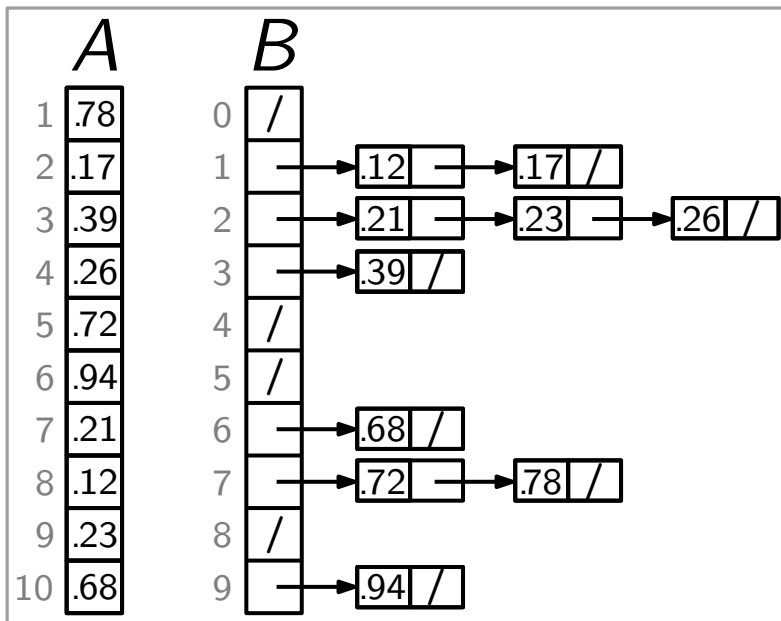 A B
1 .78 0 /
2 .17 1 .12 .17 /
3 .39 2 .21 .23 .26 /
4 .26 3 .39 /
5 .72 4 /
6 .94 5 /
7 .21 6 .68 /
8 .12 7 .72 .78 /
9 .23 8 /
10 .68 9 .94 /